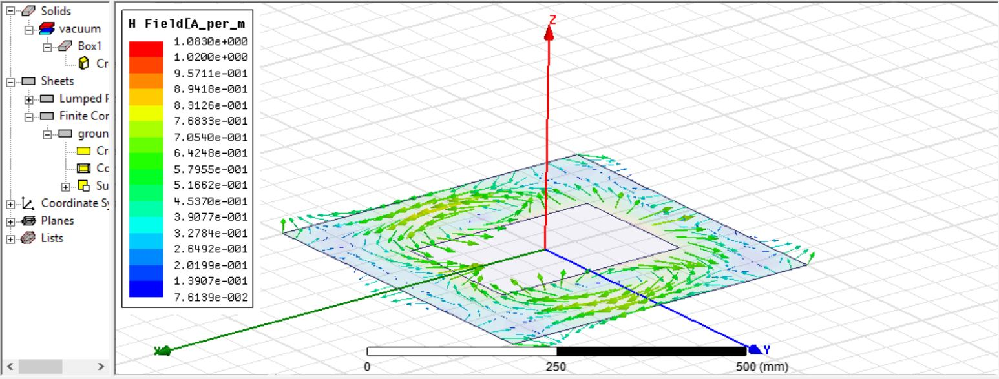 Solids
vacuum
Box1
Cr
Sheets
Lumped P
Finite Cor
groun
Cr
Cc
Su
Coordinate Sy
Planes
Lists
H Field[A_per_m
1.0830e+000
1.0200e+000
9.5711e-001
8.9418e-001
8.3126e-001
7.6833e-001
7.0540e-001
6.4248e-001
5.7955e-001
5.1662e-001
4.5370e-001
3.9077e-001
3.2784e-001
2.6492e-001
2.0199e-001
1.3907e-001
7.6139e-002
Z
X
Y
0 250 500 (mm)